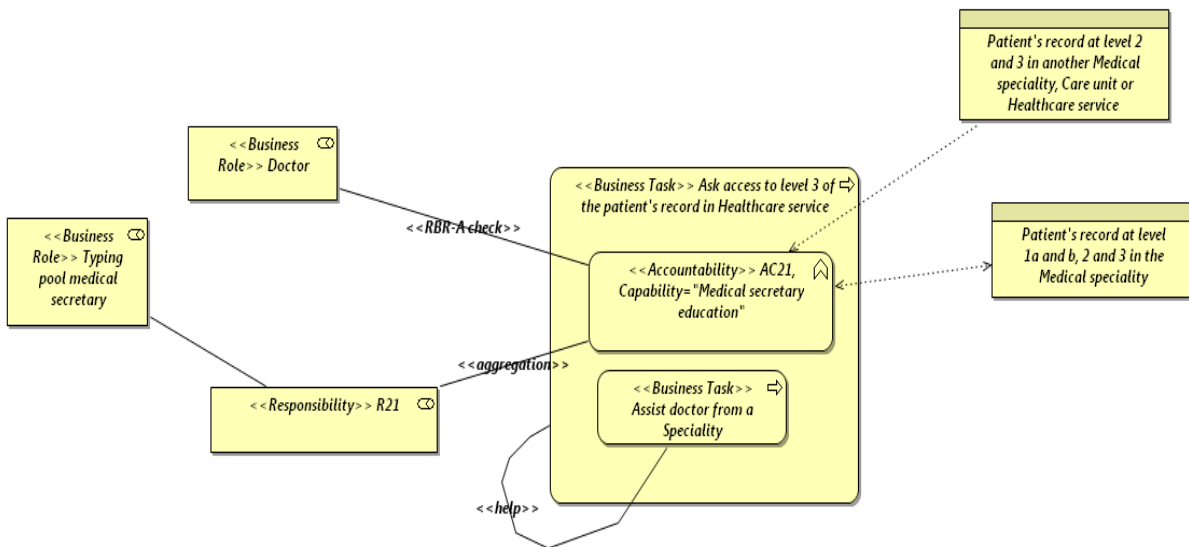 Patient's record at level 2
and 3 in another Medical
speciality, Care unit or
Healthcare service
<<Business
Role>> Doctor
<<Business Task>> Ask access to level 3 of
the patient's record in Healthcare service
<<RBR-A check>>
<<Business
Role>> Typing
pool medical
secretary
Patient's record at level
1a and b, 2 and 3 in the
Medical speciality
<<Accountability>> AC21,
Capability="Medical secretary
education"
<<aggregation>>
<<Responsibility>> R21
<<Business Task>>
Assist doctor from a
Speciality
<<help>>